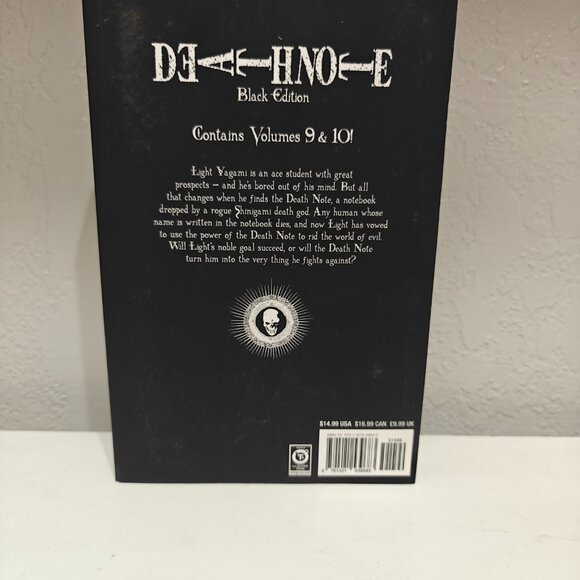 DEATHNOTE
Black Edition
Contains Volumes 9 & 10!
Light Yagami is an ace student with great
prospects – and he's bored out of his mind. But all
that changes when he finds the Death Note, a notebook
dropped by a rogue Shinigami death god. Any human whose
name is written in the notebook dies, and now Light has vowed
to use the power of the Death Note to rid the world of evil.
Will Light's noble goal succeed, or will the Death Note
turn him into the very thing he fights against?
$14.99 USA $16.99 CAN £9.99 UK